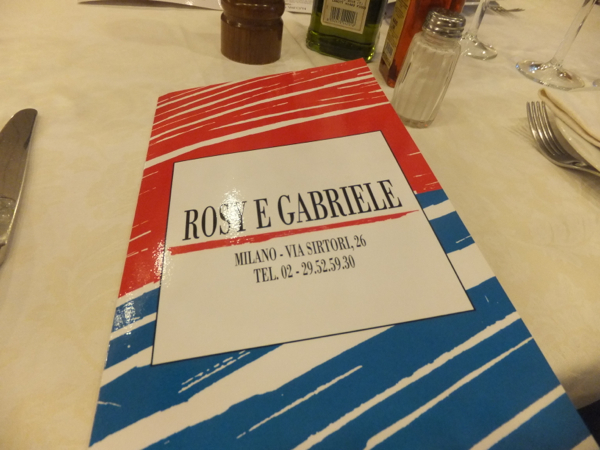 ROSY E GABRIELE
MILANO - VIA SIRTORI, 26
TEL. 02 - 29.52.59.30